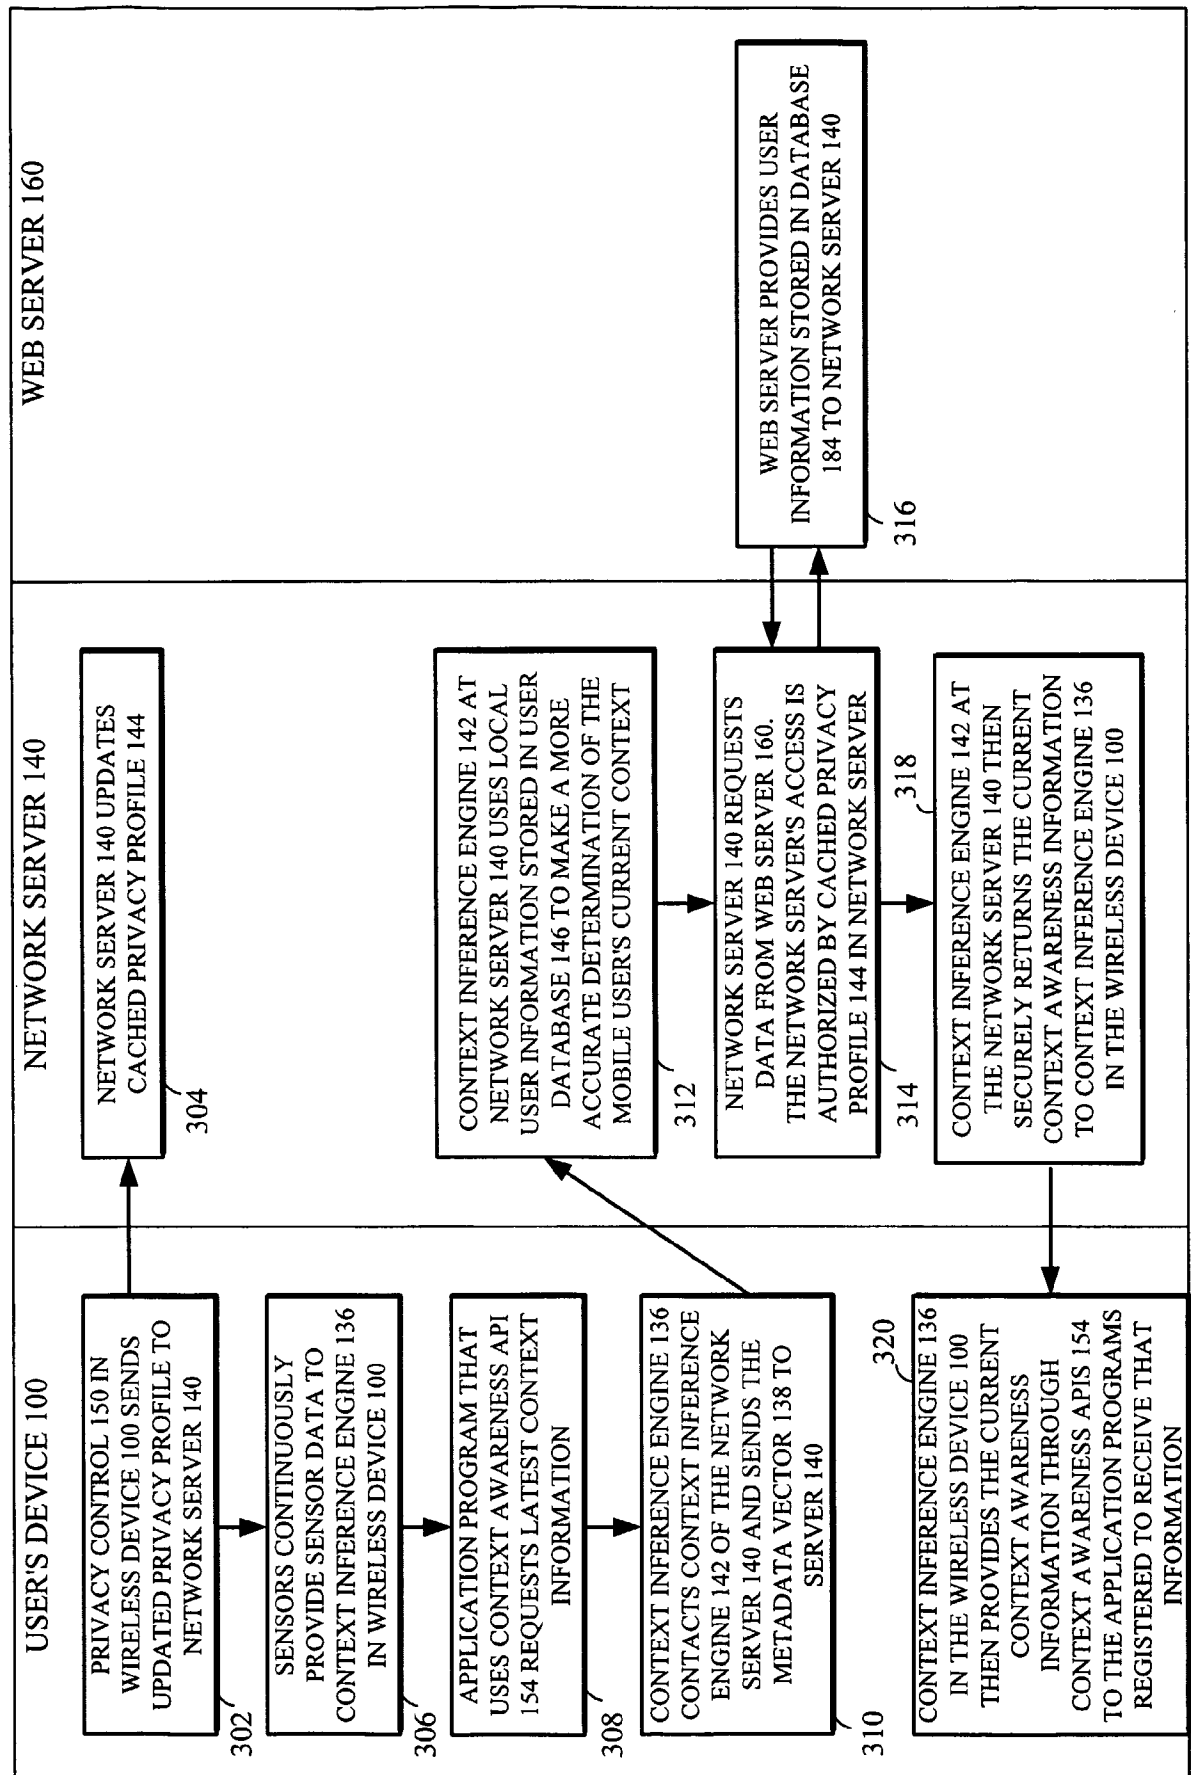 USER'S DEVICE 100
PRIVACY CONTROL 150 IN
WIRELESS DEVICE 100 SENDS
UPDATED PRIVACY PROFILE TO
NETWORK SERVER 140
302
SENSORS CONTINUOUSLY
PROVIDE SENSOR DATA TO
CONTEXT INFERENCE ENGINE 136
IN WIRELESS DEVICE 100
306
APPLICATION PROGRAM THAT
USES CONTEXT AWARENESS API
154 REQUESTS LATEST CONTEXT
INFORMATION
308
CONTEXT INFERENCE ENGINE 136
CONTACTS CONTEXT INFERENCE
ENGINE 142 OF THE NETWORK
SERVER 140 AND SENDS THE
METADATA VECTOR 138 TO
SERVER 140
310
320
CONTEXT INFERENCE ENGINE 136
IN THE WIRELESS DEVICE 100
THEN PROVIDES THE CURRENT
CONTEXT AWARENESS
INFORMATION THROUGH
CONTEXT AWARENESS APIS 154
TO THE APPLICATION PROGRAMS
REGISTERED TO RECEIVE THAT
INFORMATION
NETWORK SERVER 140
NETWORK SERVER 140 UPDATES
CACHED PRIVACY PROFILE 144
304
CONTEXT INFERENCE ENGINE 142 AT
NETWORK SERVER 140 USES LOCAL
USER INFORMATION STORED IN USER
DATABASE 146 TO MAKE A MORE
ACCURATE DETERMINATION OF THE
MOBILE USER'S CURRENT CONTEXT
312
NETWORK SERVER 140 REQUESTS
DATA FROM WEB SERVER 160.
THE NETWORK SERVER'S ACCESS IS
AUTHORIZED BY CACHED PRIVACY
PROFILE 144 IN NETWORK SERVER
314
318
CONTEXT INFERENCE ENGINE 142 AT
THE NETWORK SERVER 140 THEN
SECURELY RETURNS THE CURRENT
CONTEXT AWARENESS INFORMATION
TO CONTEXT INFERENCE ENGINE 136
IN THE WIRELESS DEVICE 100
WEB SERVER 160
WEB SERVER PROVIDES USER
INFORMATION STORED IN DATABASE
184 TO NETWORK SERVER 140
316